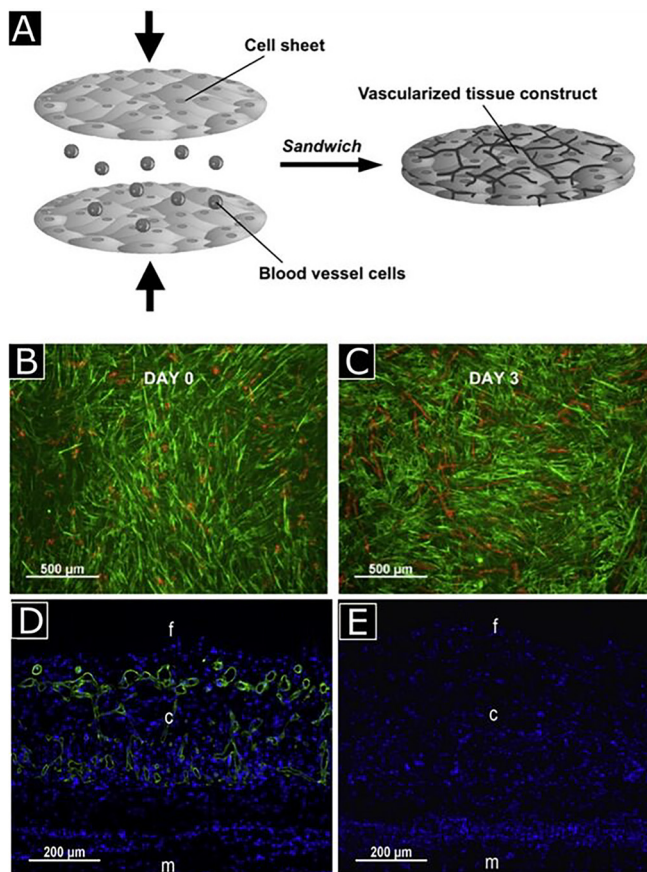 A
Cell sheet
Vascularized tissue construct
Sandwich
Blood vessel cells
B
DAY 0
500 µm
C
DAY 3
500 µm
D
f
c
200 µm
m
E
f
c
200 µm
m